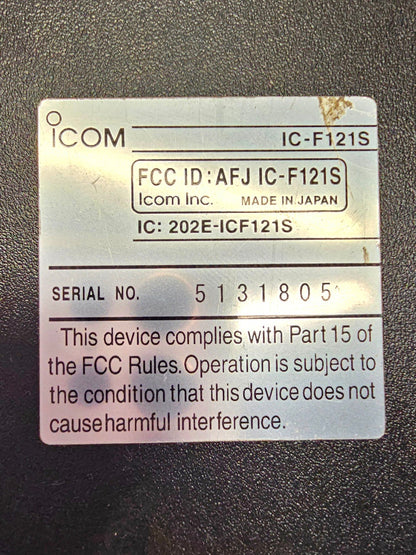 ICOM
IC-F121S
FCC ID: AFJ IC-F121S
Icom Inc. MADE IN JAPAN
IC: 202E-ICF121S
SERIAL NO. 5131805
This device complies with Part 15 of
the FCC Rules. Operation is subject to
the condition that this device does not
cause harmful interference.